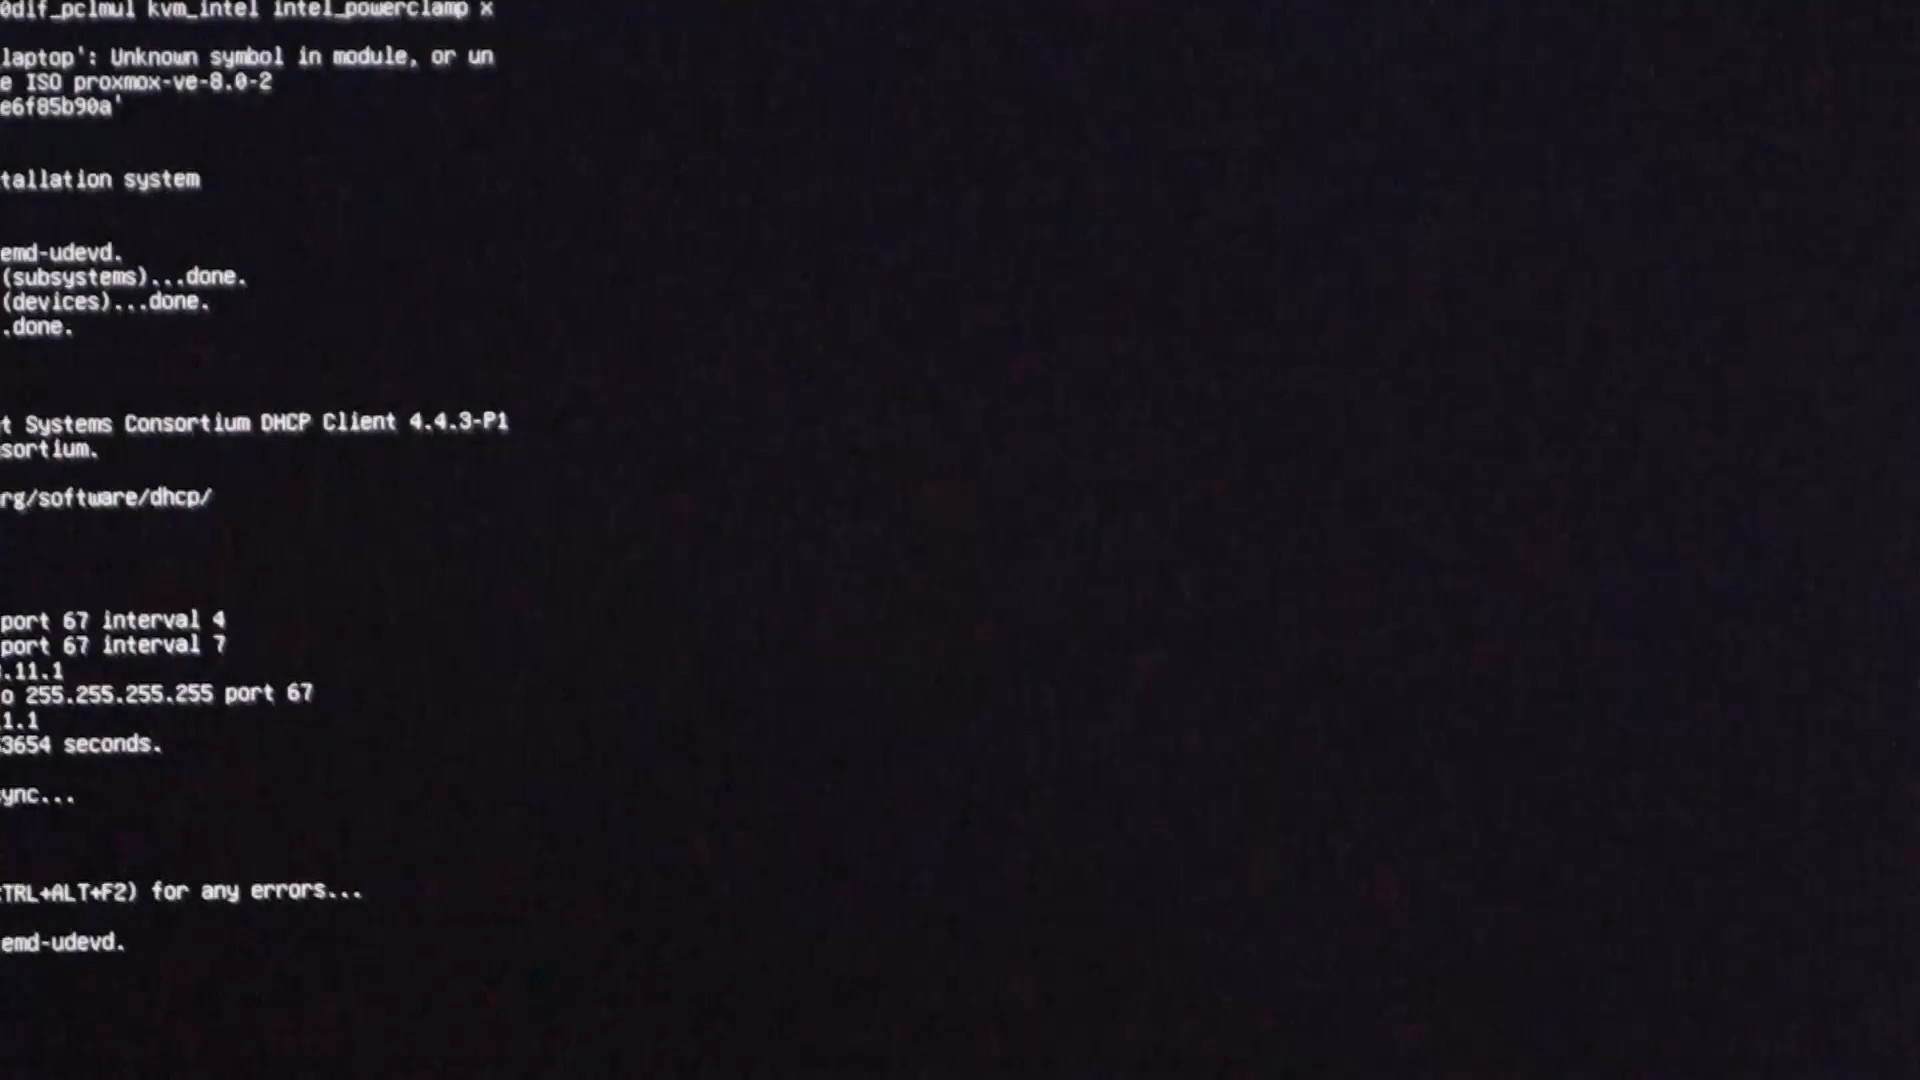 0dif_pclmul kvm_intel intel_powerclamp x
laptop': Unknown symbol in module, or un
e ISO proxmox-ve-8.0-2
e6f85b90a'
tallation system
emd-udevd.
(subsystems)...done.
(devices)...done.
.done.
t Systems Consortium DHCP Client 4.4.3-P1
sortium.
rg/software/dhcp/
port 67 interval 4
port 67 interval 7
.11.1
o 255.255.255.255 port 67
1.1
3654 seconds.
ync...
TRL+ALT+F2) for any errors...
emd-udevd.